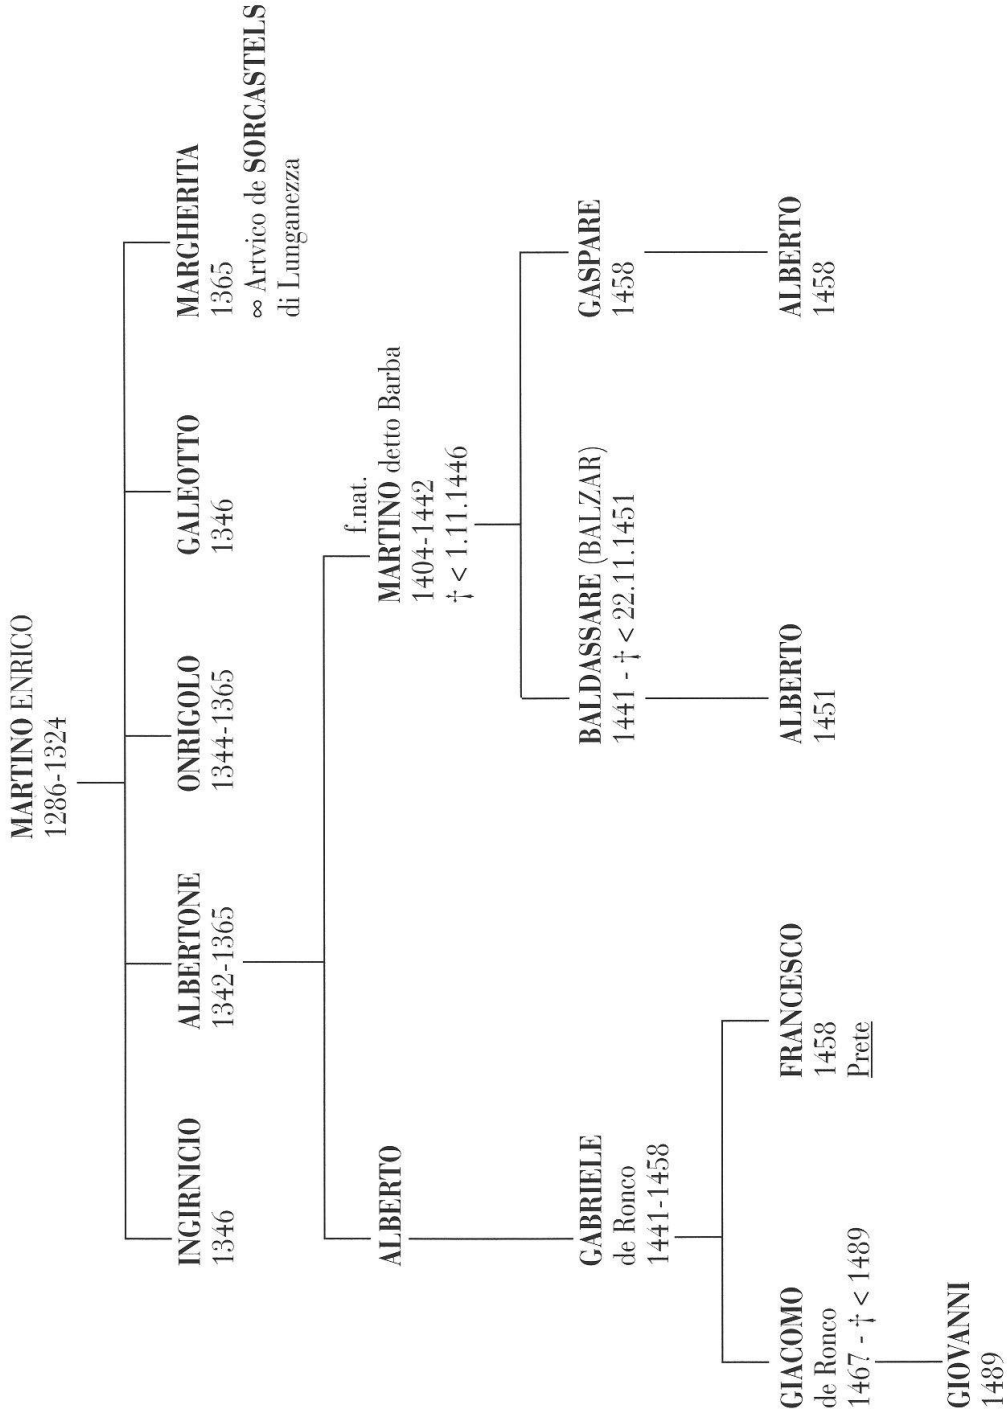 MARTINO ENRICO
1286-1324
INGIRNICIO
1346
ALBERTONE
1342-1365
ONRIGOLO
1344-1365
GALEOTTO
1346
MARGHERITA
1365
∞ Artvico de SORCASTELS
di Lunganezza
ALBERTO
f.nat.
MARTINO detto Barba
1404-1442
† < 1.11.1446
GABRIELE
de Ronco
1441-1458
BALDASSARE (BALZAR)
1441 - † < 22.11.1451
GASPARE
1458
GIACOMO
de Ronco
1467 - † < 1489
FRANCESCO
1458
Prete
ALBERTO
1451
ALBERTO
1458
GIOVANNI
1489